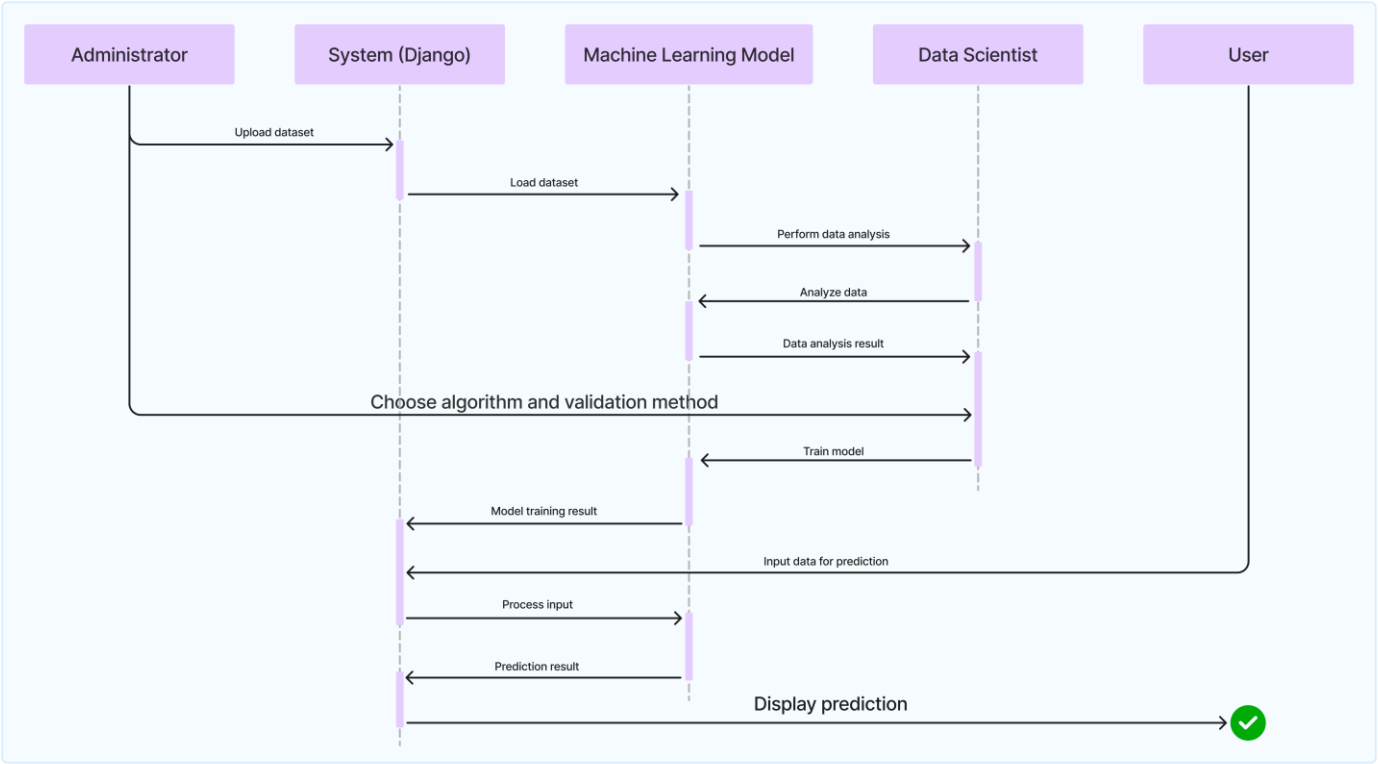 Administrator
System (Django)
Machine Learning Model
Data Scientist
User
Upload dataset
Load dataset
Perform data analysis
Analyze data
Data analysis result
Choose algorithm and validation method
Train model
Model training result
Input data for prediction
Process input
Prediction result
Display prediction